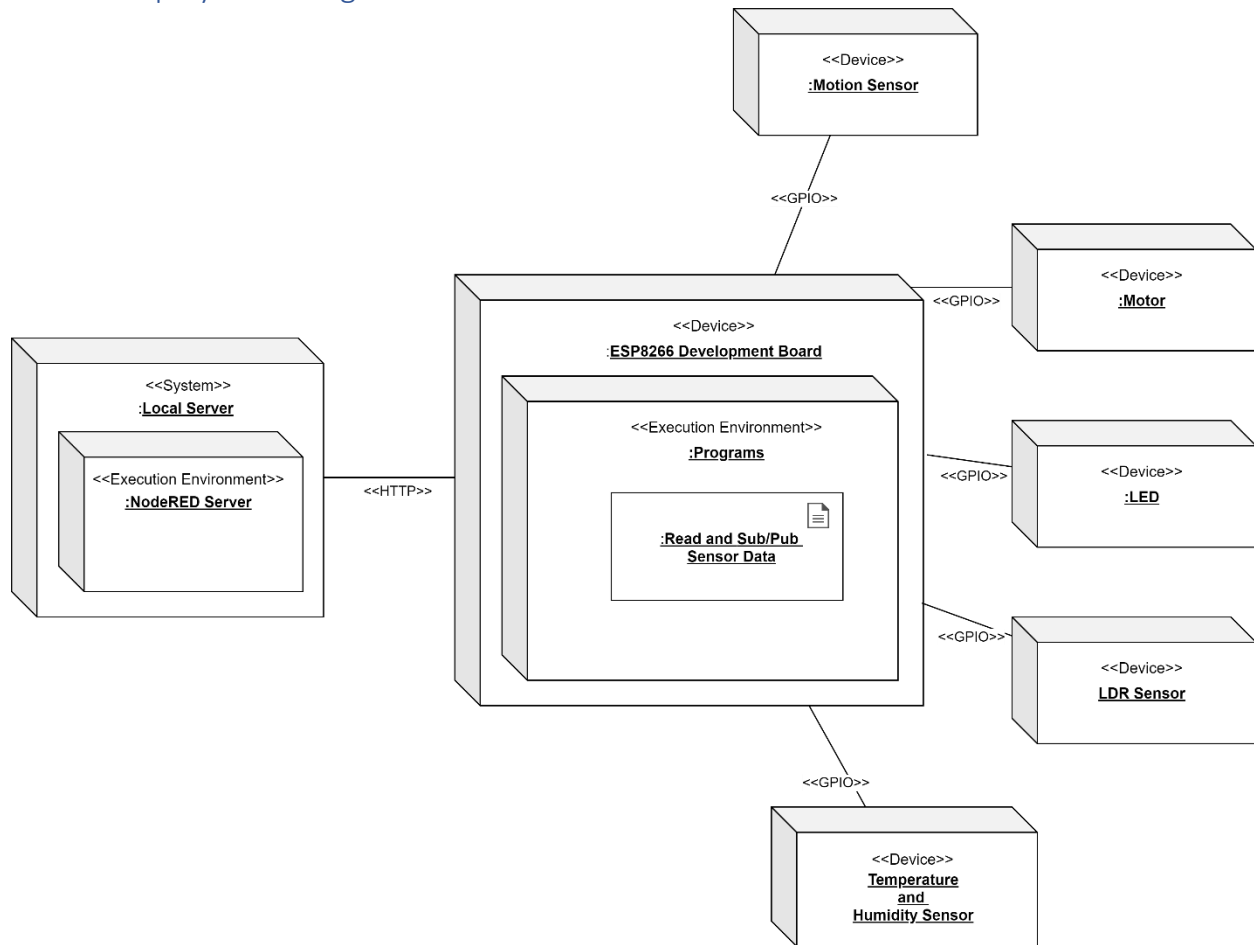 <<Device>>
:Motion Sensor
<<GPIO>>
<<Device>>
:Motor
<<GPIO>>
<<Device>>
:ESP8266 Development Board
<<System>>
:Local Server
<<Execution Environment>>
:NodeRED Server
<<HTTP>>
<<Execution Environment>>
:Programs
:Read and Sub/Pub
Sensor Data
<<Device>>
:LED
<<GPIO>>
<<GPIO>>
<<Device>>
LDR Sensor
<<GPIO>>
<<Device>>
Temperature
and
Humidity Sensor